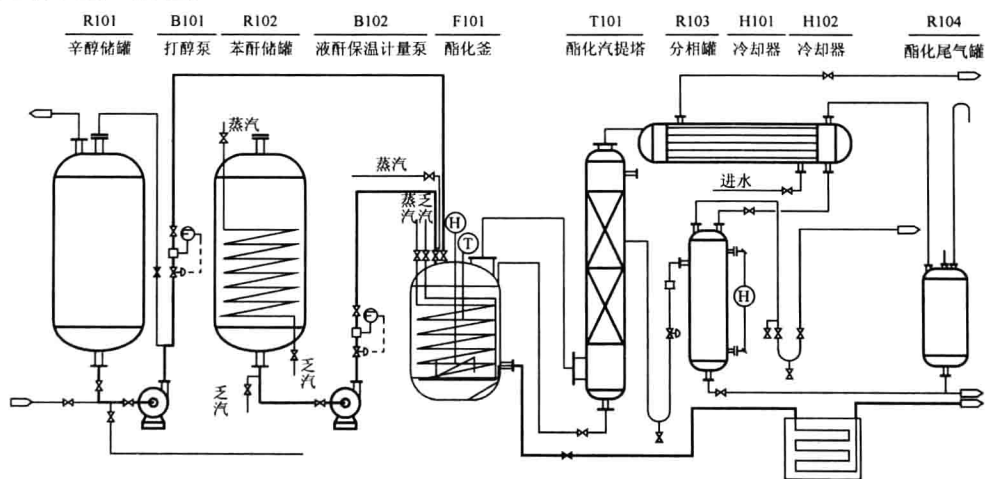 R101 B101 R102 B102 F101 T101 R103 H101 H102 R104
辛醇储罐 打醇泵 苯酐储罐 液酐保温计量泵 酯化釜 酯化汽提塔 分相罐 冷却器 冷却器 酯化尾气罐
蒸汽
蒸汽
蒸汽
乏汽
进水
H
T
H
乏汽
乏汽